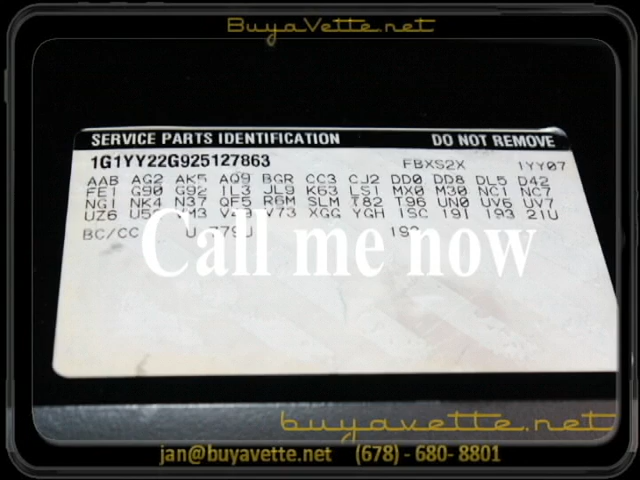 BuyaVette.net
SERVICE PARTS IDENTIFICATION DO NOT REMOVE
1G1YY22G925127863 FBXS2X 1YY07
AAB AG2 AK5 AQ9 BGR CC3 CJ2 DD0 DD8 DL5 D42
FE1 G90 G92 IL3 JL9 K63 LS1 MX0 M30 NC1 NC7
NG1 NK4 N37 QF5 R6M SLM T82 T96 UN0 UV6 UV7
UZ6 V73 XGG YGH 1SC 19I 193 21U
BC/CC U 779U
Call me now
buyavette.net
jan@buyavette.net (678) - 680- 8801